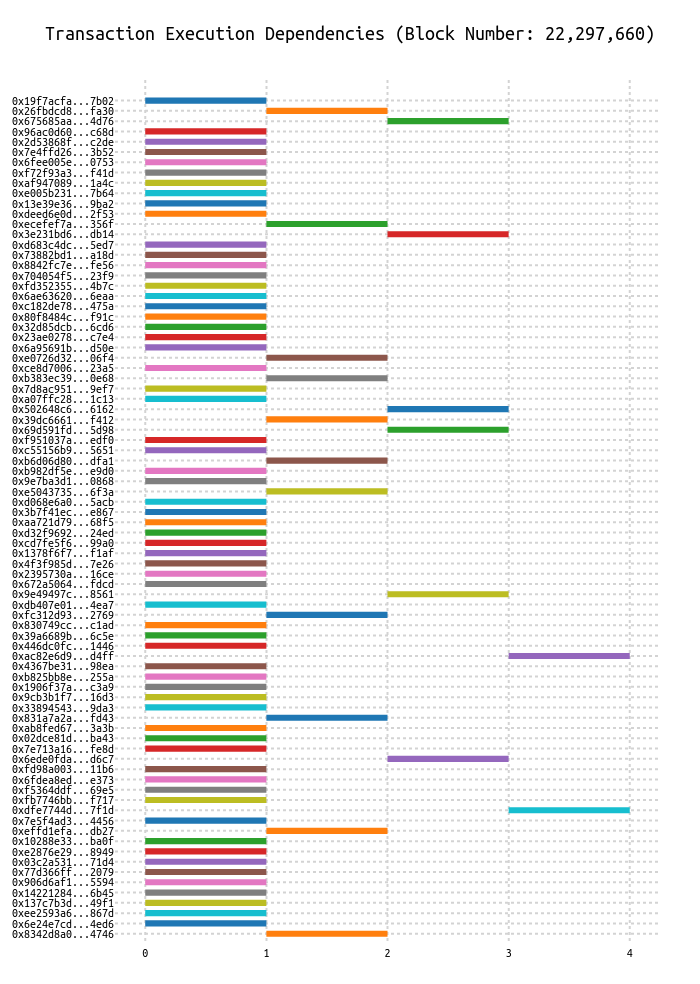 Transaction Execution Dependencies (Block Number: 22,297,660)
0x19f7acfa...7b02
0x26fbdcd8...fa30
0x675685aa...4d76
0x96ac0d60...c68d
0x2d53868f...c2de
0x7e4ffd26...3b52
0x6fee005e...0753
0xf72f93a3...f41d
0xaf947089...1a4c
0xe005b231...7b64
0x13e39e36...9ba2
0xdeed6e0d...2f53
0xecefef7a...356f
0x3e231bd6...db14
0xd683c4dc...5ed7
0x73882bd1...a18d
0x8842fc7e...fe56
0x704054f5...23f9
0xfd352355...4b7c
0x6ae63620...6eaa
0xc182de78...475a
0x80f8484c...f91c
0x32d85dcb...6cd6
0x23ae0278...c7e4
0x6a95691b...d50e
0xe0726d32...06f4
0xce8d7006...23a5
0xb383ec39...0e68
0x7d8ac951...9ef7
0xa07ffc28...1c13
0x502648c6...6162
0x39dc6661...f412
0x69d591fd...5d98
0xf951037a...edf0
0xc55156b9...5651
0xb6d06d80...dfa1
0xb982df5e...e9d0
0x9e7ba3d1...0868
0xe5043735...6f3a
0xd068e6a0...5acb
0x3b7f41ec...e867
0xaa721d79...68f5
0xd32f9692...24ed
0xcd7fe5f6...99a0
0x1378f6f7...f1af
0x4f3f985d...7e26
0x2395730a...16ce
0x672a5064...fdcd
0x9e49497c...8561
0xdb407e01...4ea7
0xfc312d93...2769
0x830749cc...c1ad
0x39a6689b...6c5e
0x446dc0fc...1446
0xac82e6d9...d4ff
0x4367be31...98ea
0xb825bb8e...255a
0x1906f37a...c3a9
0x9cb3b1f7...16d3
0x33894543...9da3
0x831a7a2a...fd43
0xab8fed67...3a3b
0x02dce81d...ba43
0x7e713a16...fe8d
0x6ede0fda...d6c7
0xfd98a003...11b6
0x6fdea8ed...e373
0xf5364ddf...69e5
0xfb7746bb...f717
0xdfe7744d...7f1d
0x7e5f4ad3...4456
0xeffd1efa...db27
0x10288e33...ba0f
0xe2876e29...8949
0x03c2a531...71d4
0x77d366ff...2079
0x906d6af1...5594
0x14221284...6b45
0x137c7b3d...49f1
0xee2593a6...867d
0x6e24e7cd...4ed6
0x8342d8a0...4746
0 1 2 3 4